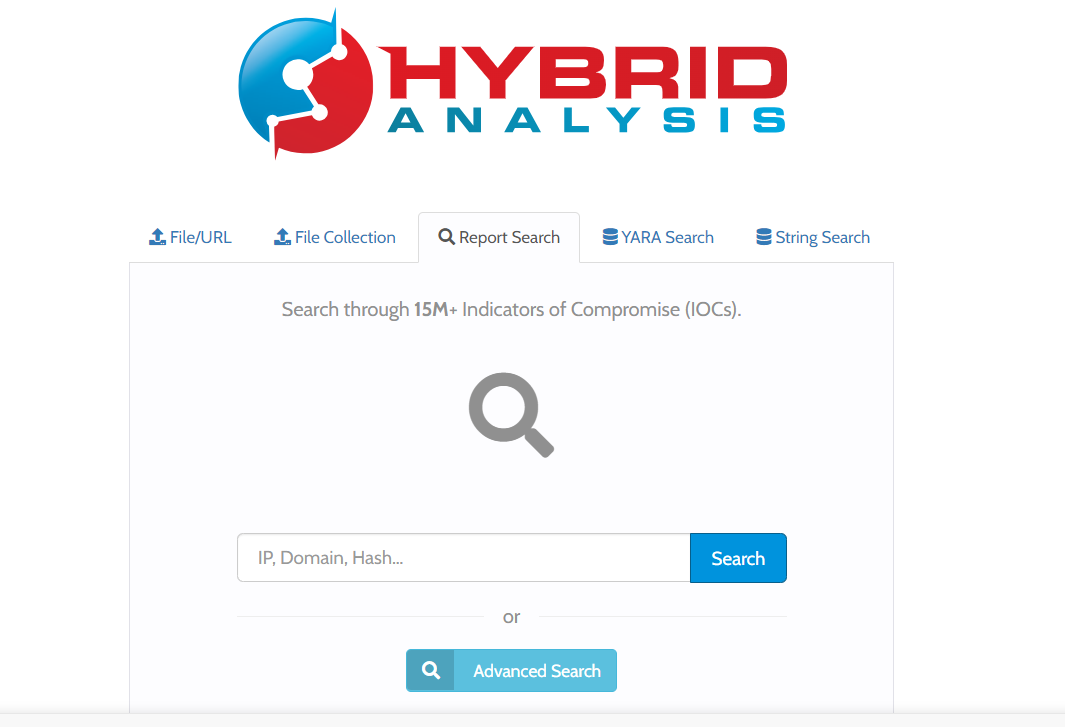 HYBRID
ANALYSIS
File/URL File Collection Report Search YARA Search String Search
Search through 15M+ Indicators of Compromise (IOCs).
IP, Domain, Hash... Search
or
Advanced Search